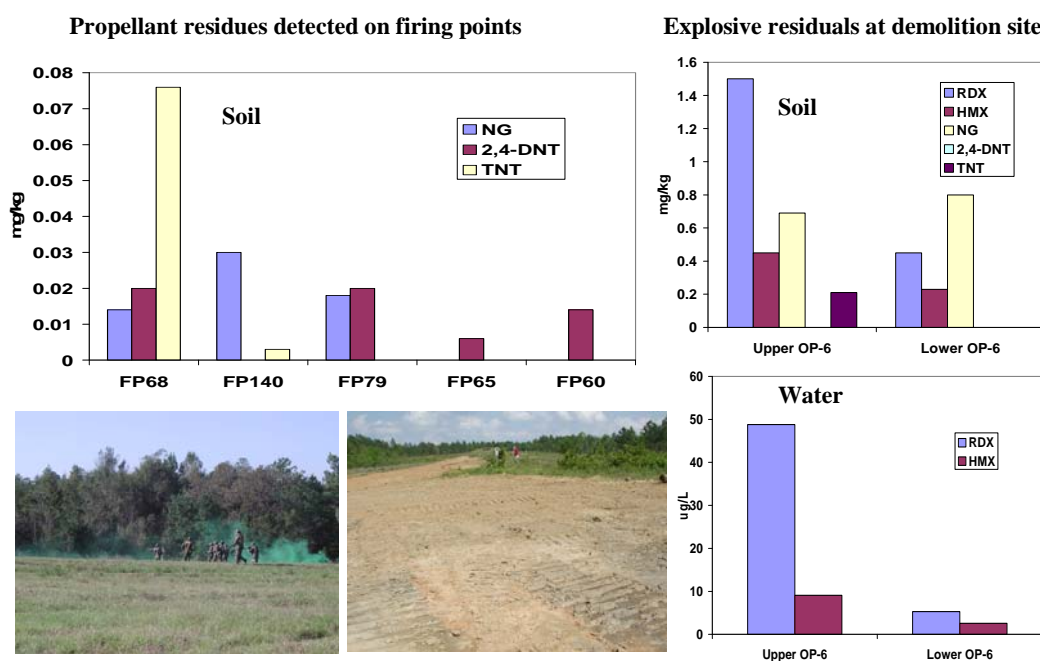 Propellant residues detected on firing points
0.08
0.07
0.06
0.05
0.04
0.03
0.02
0.01
0
mg/kg
Soil
NG
2,4-DNT
TNT
FP68 FP140 FP79 FP65 FP60
Explosive residuals at demolition site
1.6
1.4
1.2
1
0.8
0.6
0.4
0.2
0
mg/kg
Soil
RDX
HMX
NG
2,4-DNT
TNT
Upper OP-6 Lower OP-6
60
50
40
30
20
10
0
ug/L
Water
RDX
HMX
Upper OP-6 Lower OP-6